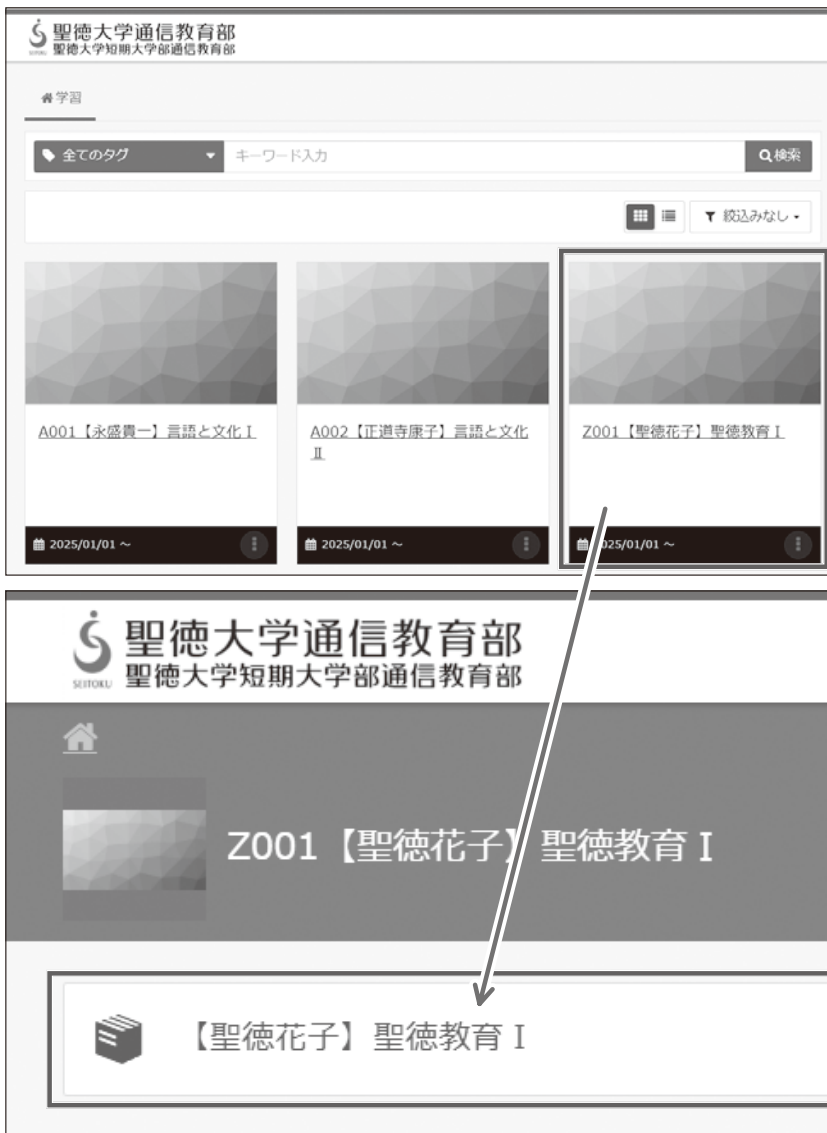 聖徳大学通信教育部
聖徳大学短期大学部通信教育部
学習
全てのタグ
キーワード入力
検索
絞込みなし
A001【永盛貴一】言語と文化Ⅰ
A002【正道寺康子】言語と文化
Ⅱ
Z001【聖徳花子】聖徳教育Ⅰ
2025/01/01 ～
2025/01/01 ～
2025/01/01 ～
聖徳大学通信教育部
SEITOKU 聖徳大学短期大学部通信教育部
Z001【聖徳花子】聖徳教育Ⅰ
【聖徳花子】聖徳教育Ⅰ